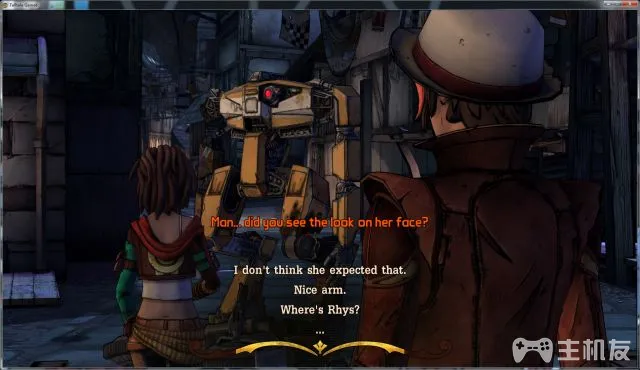 Telltale Games
Man... did you see the look on her face?
I don't think she expected that.
Nice arm.
Where's Rhys?
...
主机友